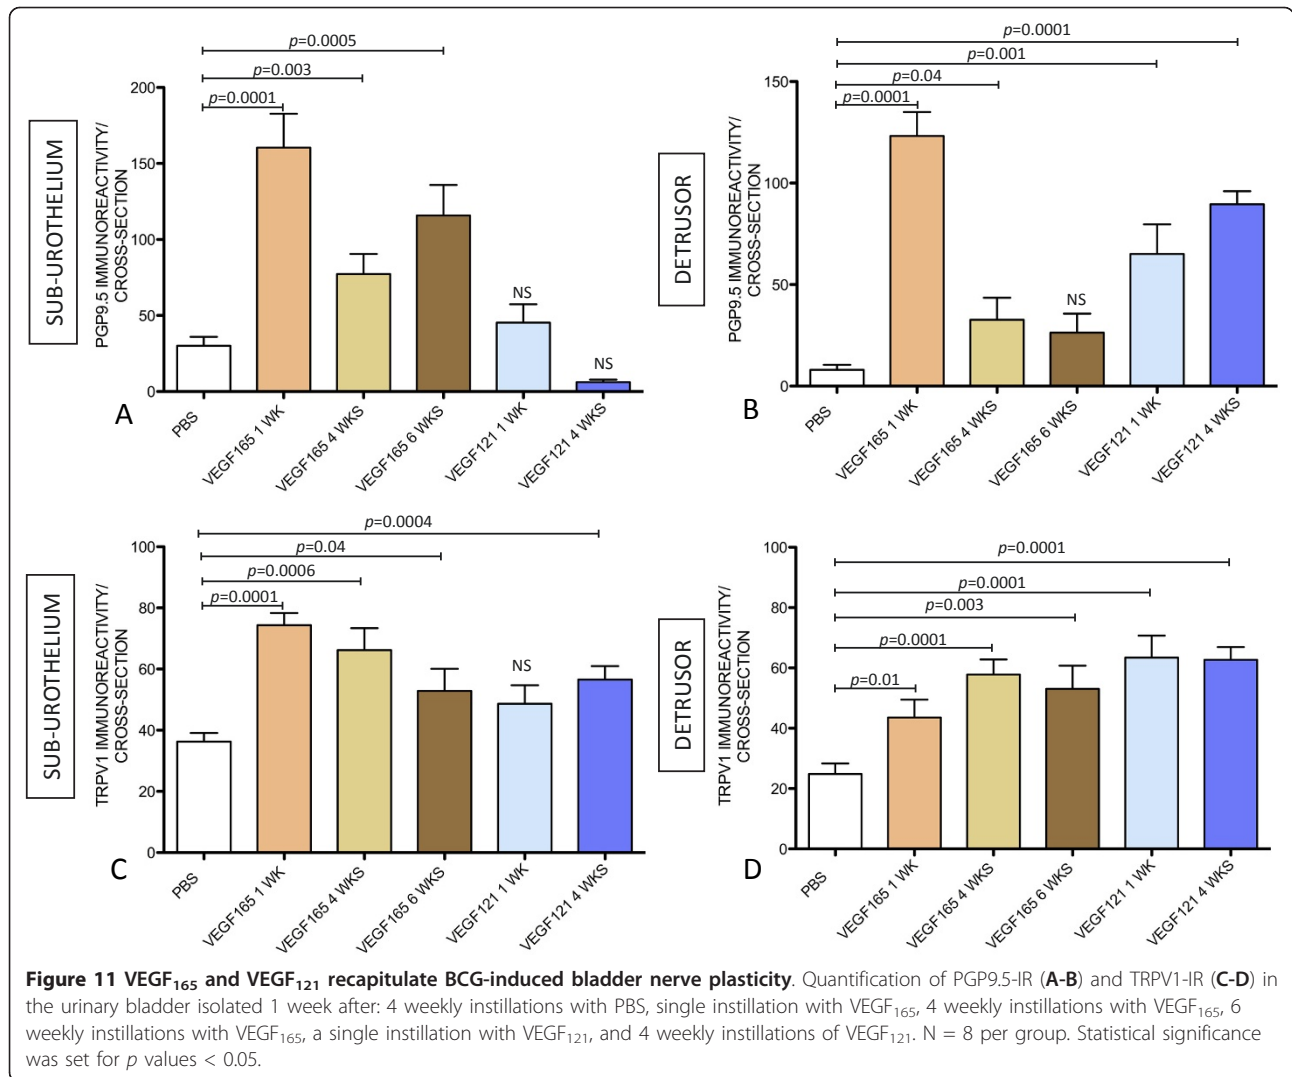 p=0.0005
p=0.003
p=0.0001
SUB-UROTHELIUM
PGP9.5 IMMUNOREACTIVITY/
CROSS-SECTION
200
150
100
50
0
NS
NS
A
PBS
VEGF165 1 WK
VEGF165 4 WKS
VEGF165 6 WKS
VEGF121 1 WK
VEGF121 4 WKS
p=0.0001
p=0.001
p=0.04
p=0.0001
DETRUSOR
PGP9.5 IMMUNOREACTIVITY/
CROSS-SECTION
150
100
50
0
NS
B
PBS
VEGF165 1 WK
VEGF165 4 WKS
VEGF165 6 WKS
VEGF121 1 WK
VEGF121 4 WKS
p=0.0004
p=0.04
p=0.0006
p=0.0001
SUB-UROTHELIUM
TRPV1 IMMUNOREACTIVITY/
CROSS-SECTION
100
80
60
40
20
0
NS
C
PBS
VEGF165 1 WK
VEGF165 4 WKS
VEGF165 6 WKS
VEGF121 1 WK
VEGF121 4 WKS
p=0.0001
p=0.0001
p=0.003
p=0.0001
p=0.01
DETRUSOR
TRPV1 IMMUNOREACTIVITY/
CROSS-SECTION
100
80
60
40
20
0
D
PBS
VEGF165 1 WK
VEGF165 4 WKS
VEGF165 6 WKS
VEGF121 1 WK
VEGF121 4 WKS
Figure 11 VEGF₁₆₅ and VEGF₁₂₁ recapitulate BCG-induced bladder nerve plasticity. Quantification of PGP9.5-IR (A-B) and TRPV1-IR (C-D) in
the urinary bladder isolated 1 week after: 4 weekly instillations with PBS, single instillation with VEGF₁₆₅, 4 weekly instillations with VEGF₁₆₅, 6
weekly instillations with VEGF₁₆₅, a single instillation with VEGF₁₂₁, and 4 weekly instillations of VEGF₁₂₁. N = 8 per group. Statistical significance
was set for p values < 0.05.